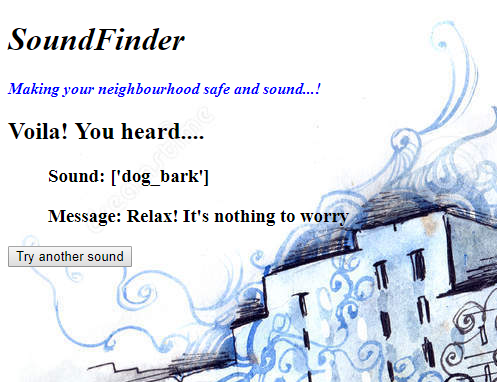 SoundFinder
Making your neighbourhood safe and sound...!
Voila! You heard....
Sound: ['dog_bark']
Message: Relax! It's nothing to worry
Try another sound